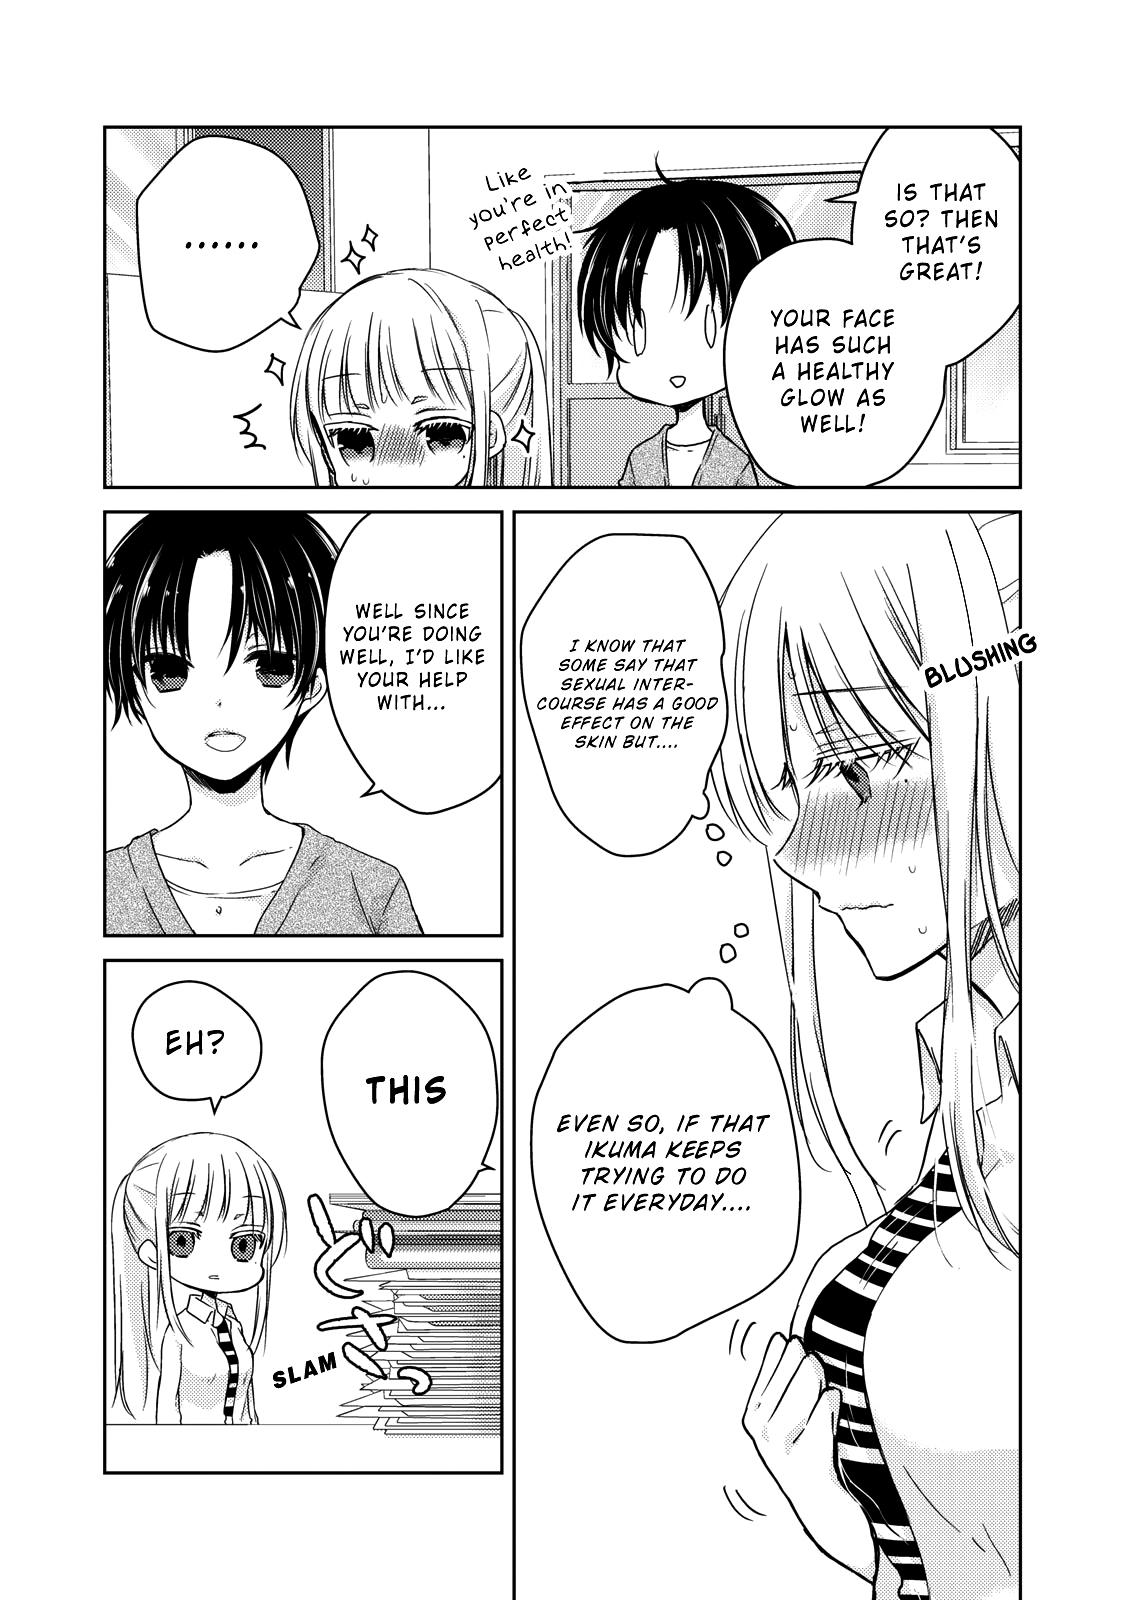 IS THAT
SO? THEN
THAT'S
GREAT!
YOUR FACE
HAS SUCH
A HEALTHY
GLOW AS
WELL!
Like
you're in
perfect
health!
......
I KNOW THAT
SOME SAY THAT
SEXUAL INTER-
COURSE HAS A GOOD
EFFECT ON THE
SKIN BUT....
BLUSHING
EVEN SO, IF THAT
IKUMA KEEPS
TRYING TO DO
IT EVERYDAY....
WELL SINCE
YOU'RE DOING
WELL, I'D LIKE
YOUR HELP
WITH...
THIS
EH?
どさっ
SLAM